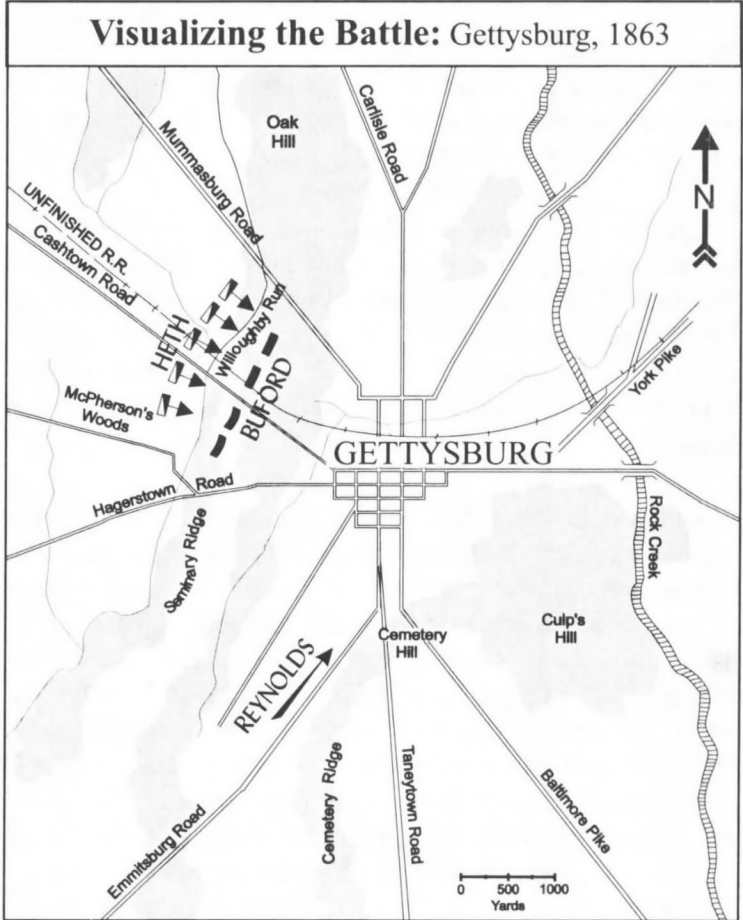 Visualizing the Battle: Gettysburg, 1863
Oak
Hill
Carlisle Road
Mummasburg Road
N
UNFINISHED R.R.
Cashtown Road
HETH
Willoughby Run
BUFORD
McPherson's
Woods
York Pike
GETTYSBURG
Hagerstown Road
Seminary Ridge
Rock Creek
Culp's
Hill
Cemetery
Hill
REYNOLDS
Cemetery Ridge
Taneytown Road
Baltimore Pike
Emmitsburg Road
0 500 1000
Yards